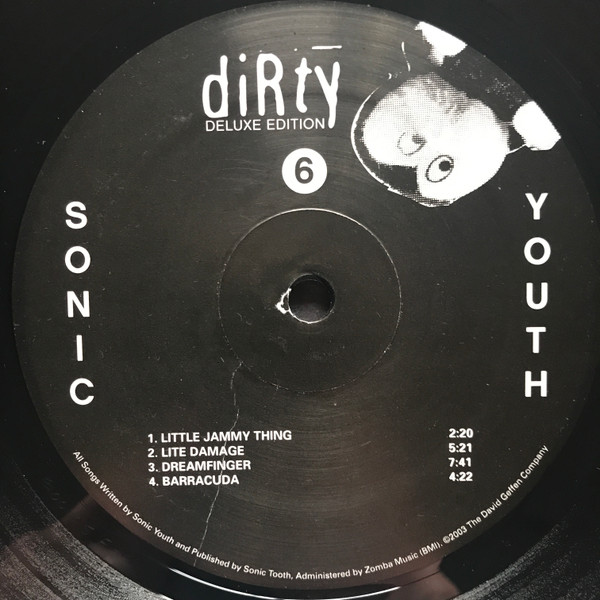 diRty
DELUXE EDITION
6
SONIC
YOUTH
1. LITTLE JAMMY THING 2:20
2. LITE DAMAGE 5:21
3. DREAMFINGER 7:41
4. BARRACUDA 4:22
All Songs Written by Sonic Youth and Published by Sonic Tooth, Administered by Zomba Music (BMI). ©2003 The David Geffen Company